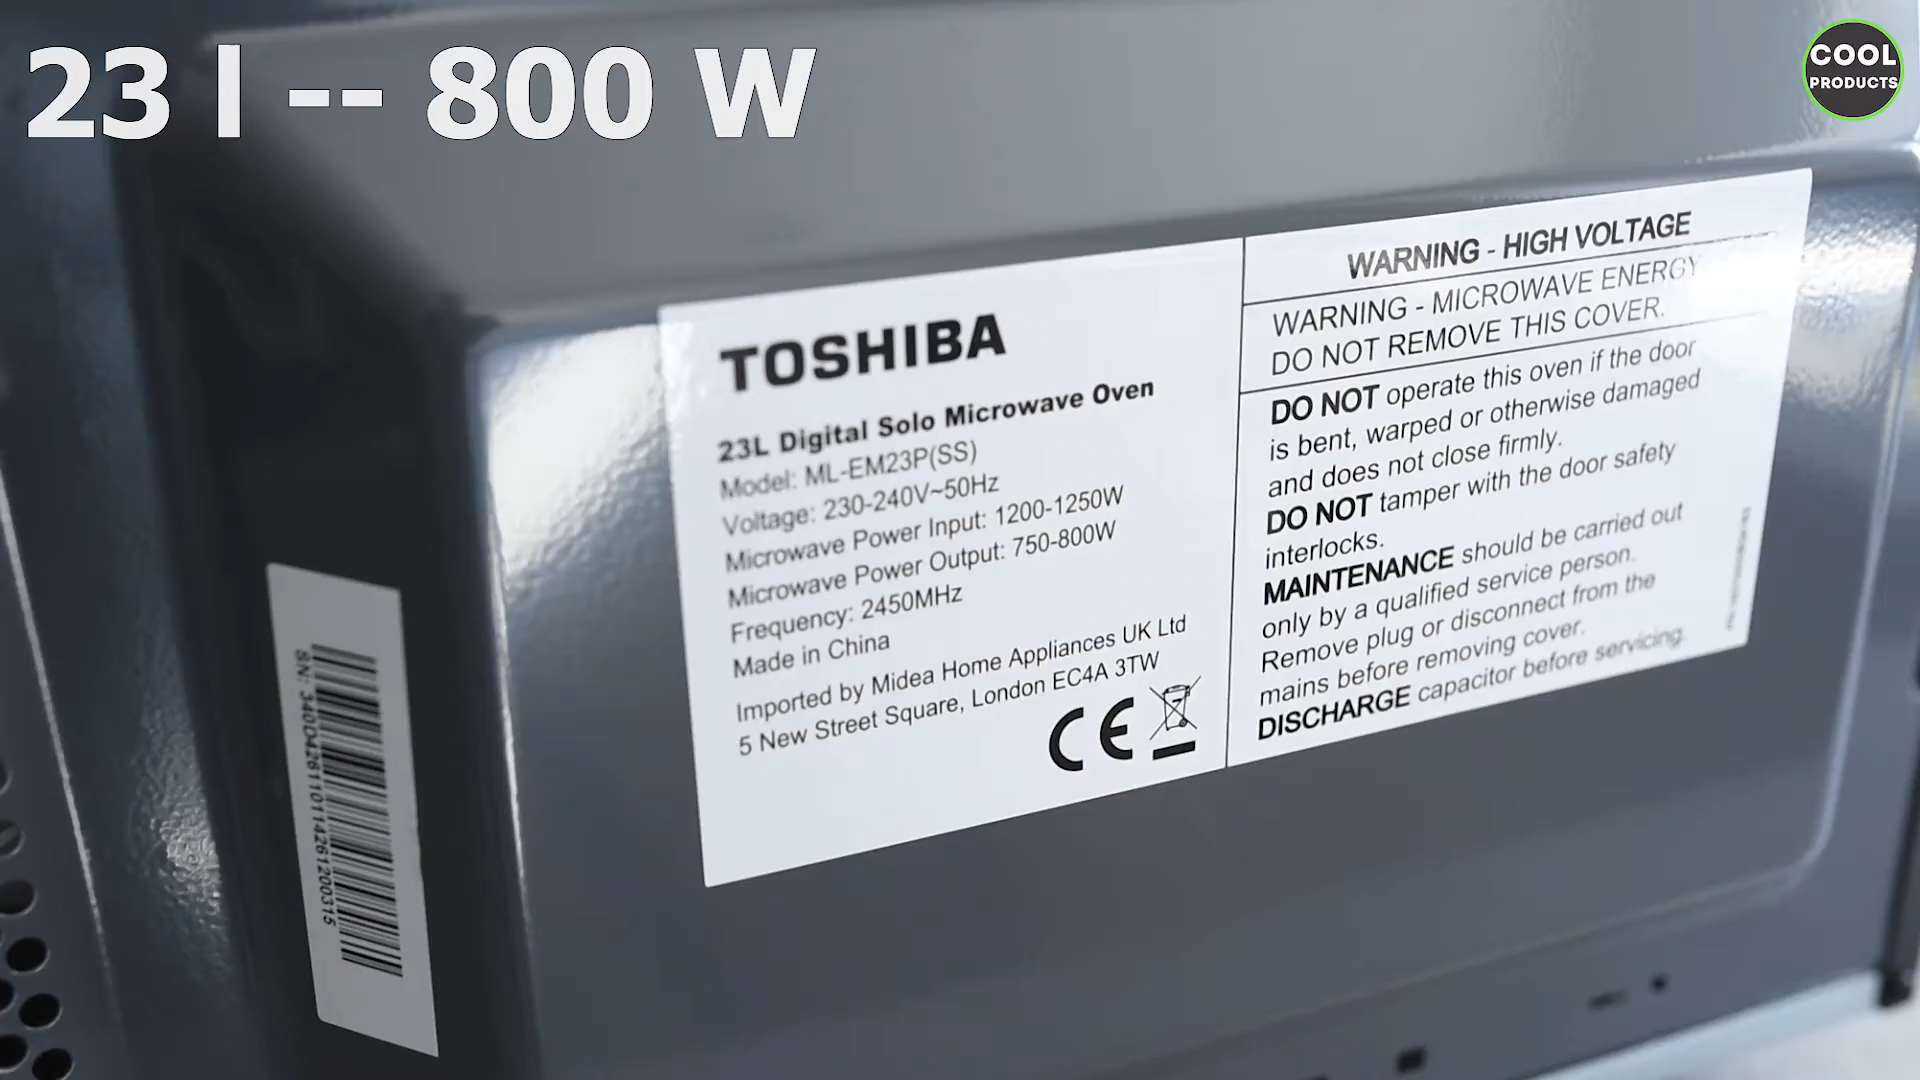 23 l -- 800 W
COOL
PRODUCTS
TOSHIBA
23L Digital Solo Microwave Oven
Model: ML-EM23P(SS)
Voltage: 230-240V~50Hz
Microwave Power Input: 1200-1250W
Microwave Power Output: 750-800W
Frequency: 2450MHz
Made in China
Imported by Midea Home Appliances UK Ltd
5 New Street Square, London EC4A 3TW
CE
WARNING - HIGH VOLTAGE
WARNING - MICROWAVE ENERGY
DO NOT REMOVE THIS COVER.
DO NOT operate this oven if the door
is bent, warped or otherwise damaged
and does not close firmly.
DO NOT tamper with the door safety
interlocks.
MAINTENANCE should be carried out
only by a qualified service person.
Remove plug or disconnect from the
mains before removing cover.
DISCHARGE capacitor before servicing.